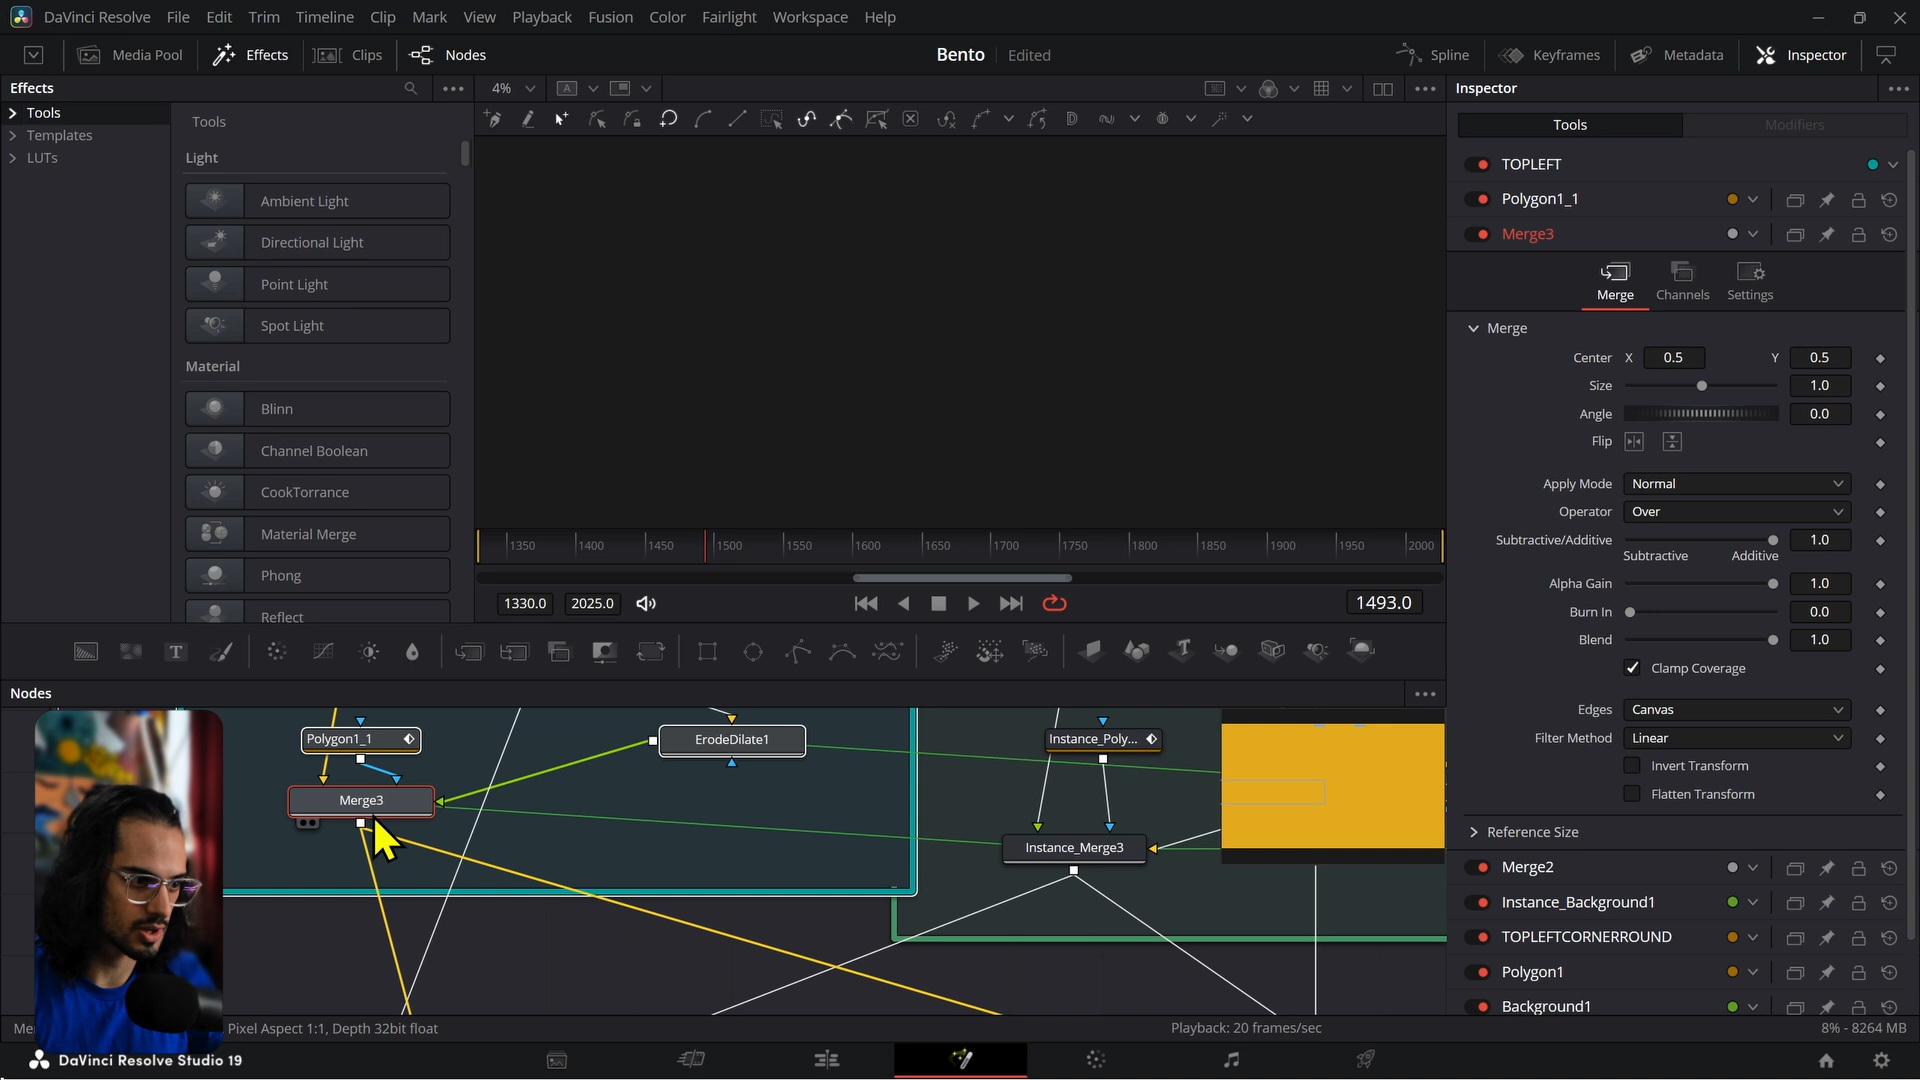 DaVinci Resolve File Edit Trim Timeline Clip Mark View Playback Fusion Color Fairlight Workspace Help
Media Pool Effects Clips Nodes Bento Edited Spline Keyframes Metadata Inspector
Effects 4% A Inspector
Tools
Templates
LUTs
Tools
Light
Ambient Light
Directional Light
Point Light
Spot Light
Material
Blinn
Channel Boolean
CookTorrance
Material Merge
Phong
Reflect
1350 1400 1450 1500 1550 1600 1650 1700 1750 1800 1850 1900 1950 2000
1330.0 2025.0 1493.0
Tools Modifiers
TOPLEFT
Polygon1_1
Merge3
Merge Channels Settings
Merge
Center X 0.5 Y 0.5
Size 1.0
Angle 0.0
Flip
Apply Mode Normal
Operator Over
Subtractive/Additive 1.0
Subtractive Additive
Alpha Gain 1.0
Burn In 0.0
Blend 1.0
Clamp Coverage
Edges Canvas
Filter Method Linear
Invert Transform
Flatten Transform
Reference Size
Merge2
Instance_Background1
TOPLEFTCORNERROUND
Polygon1
Background1
Nodes
Polygon1_1 ErodeDilate1 Instance_Poly...
Merge3
Instance_Merge3
Me
Pixel Aspect 1:1, Depth 32bit float Playback: 20 frames/sec 8% - 8264 MB
DaVinci Resolve Studio 19